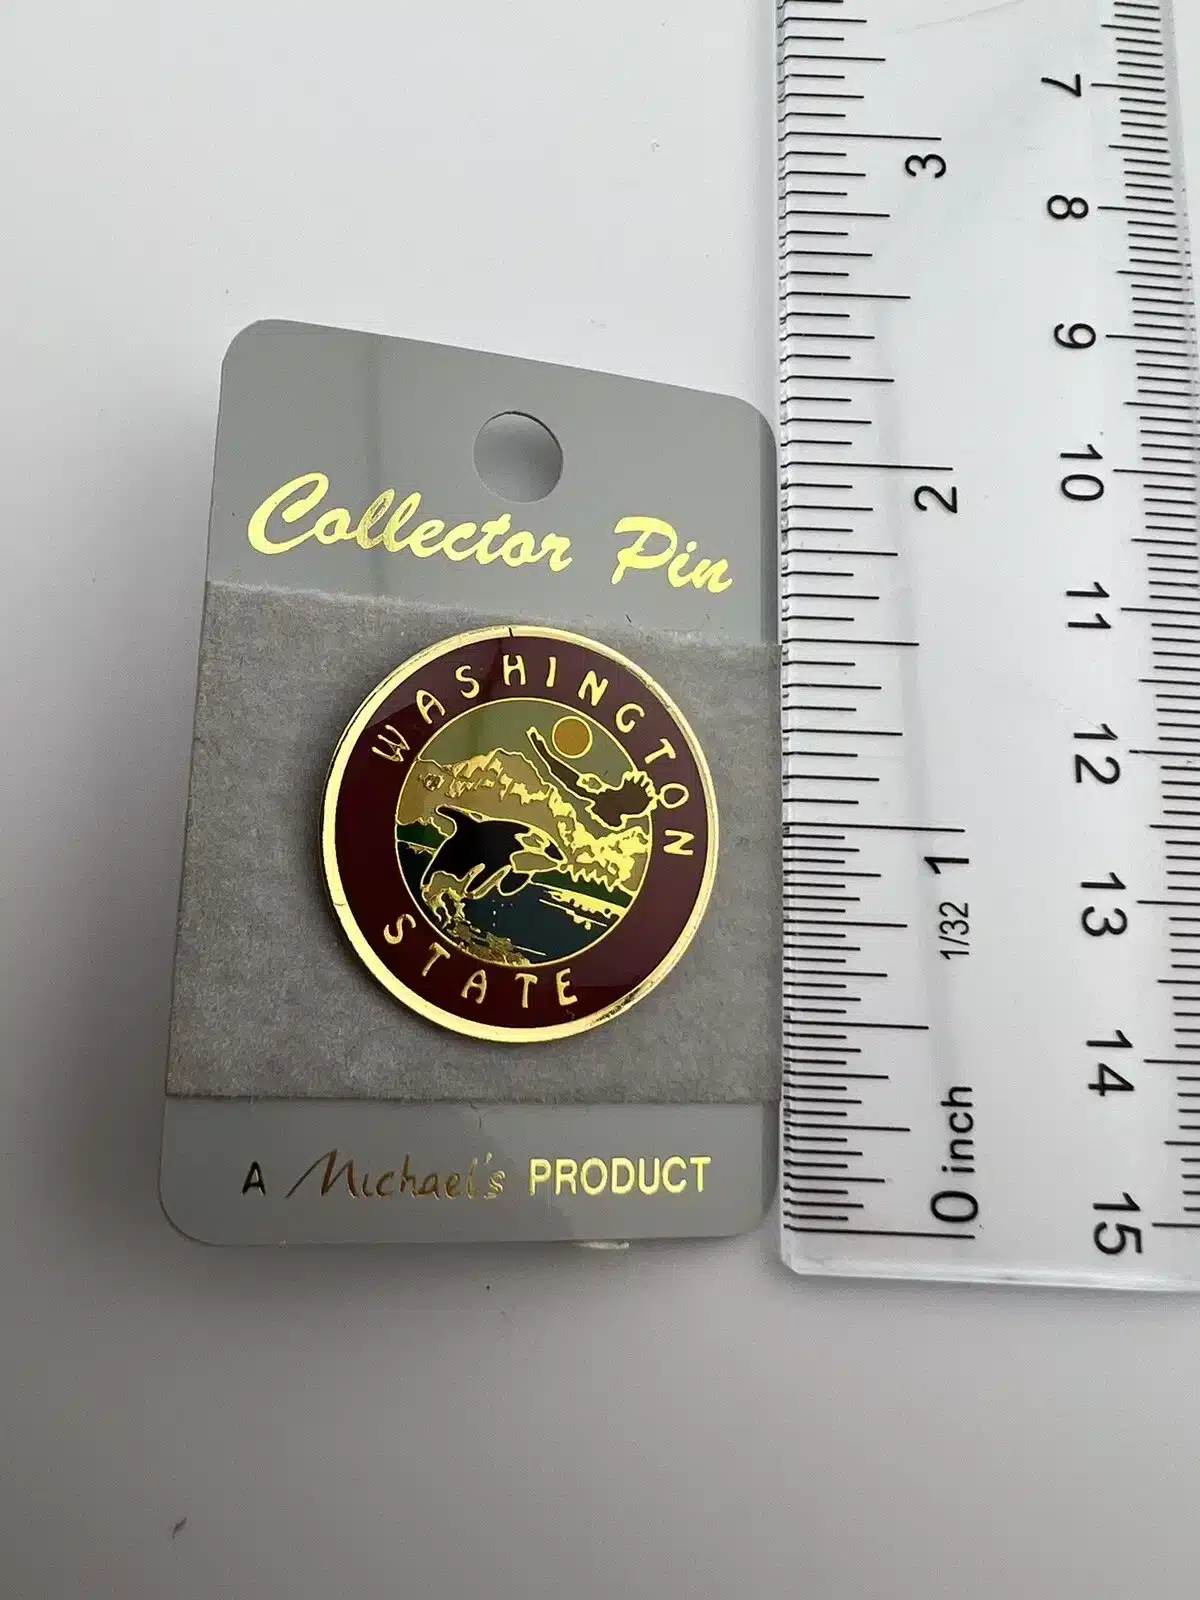 Collector Pin
WASHINGTON
STATE
A Michael's PRODUCT
7
3
8
9
2
10
11
12
1
1/32
13
14
0 inch
15